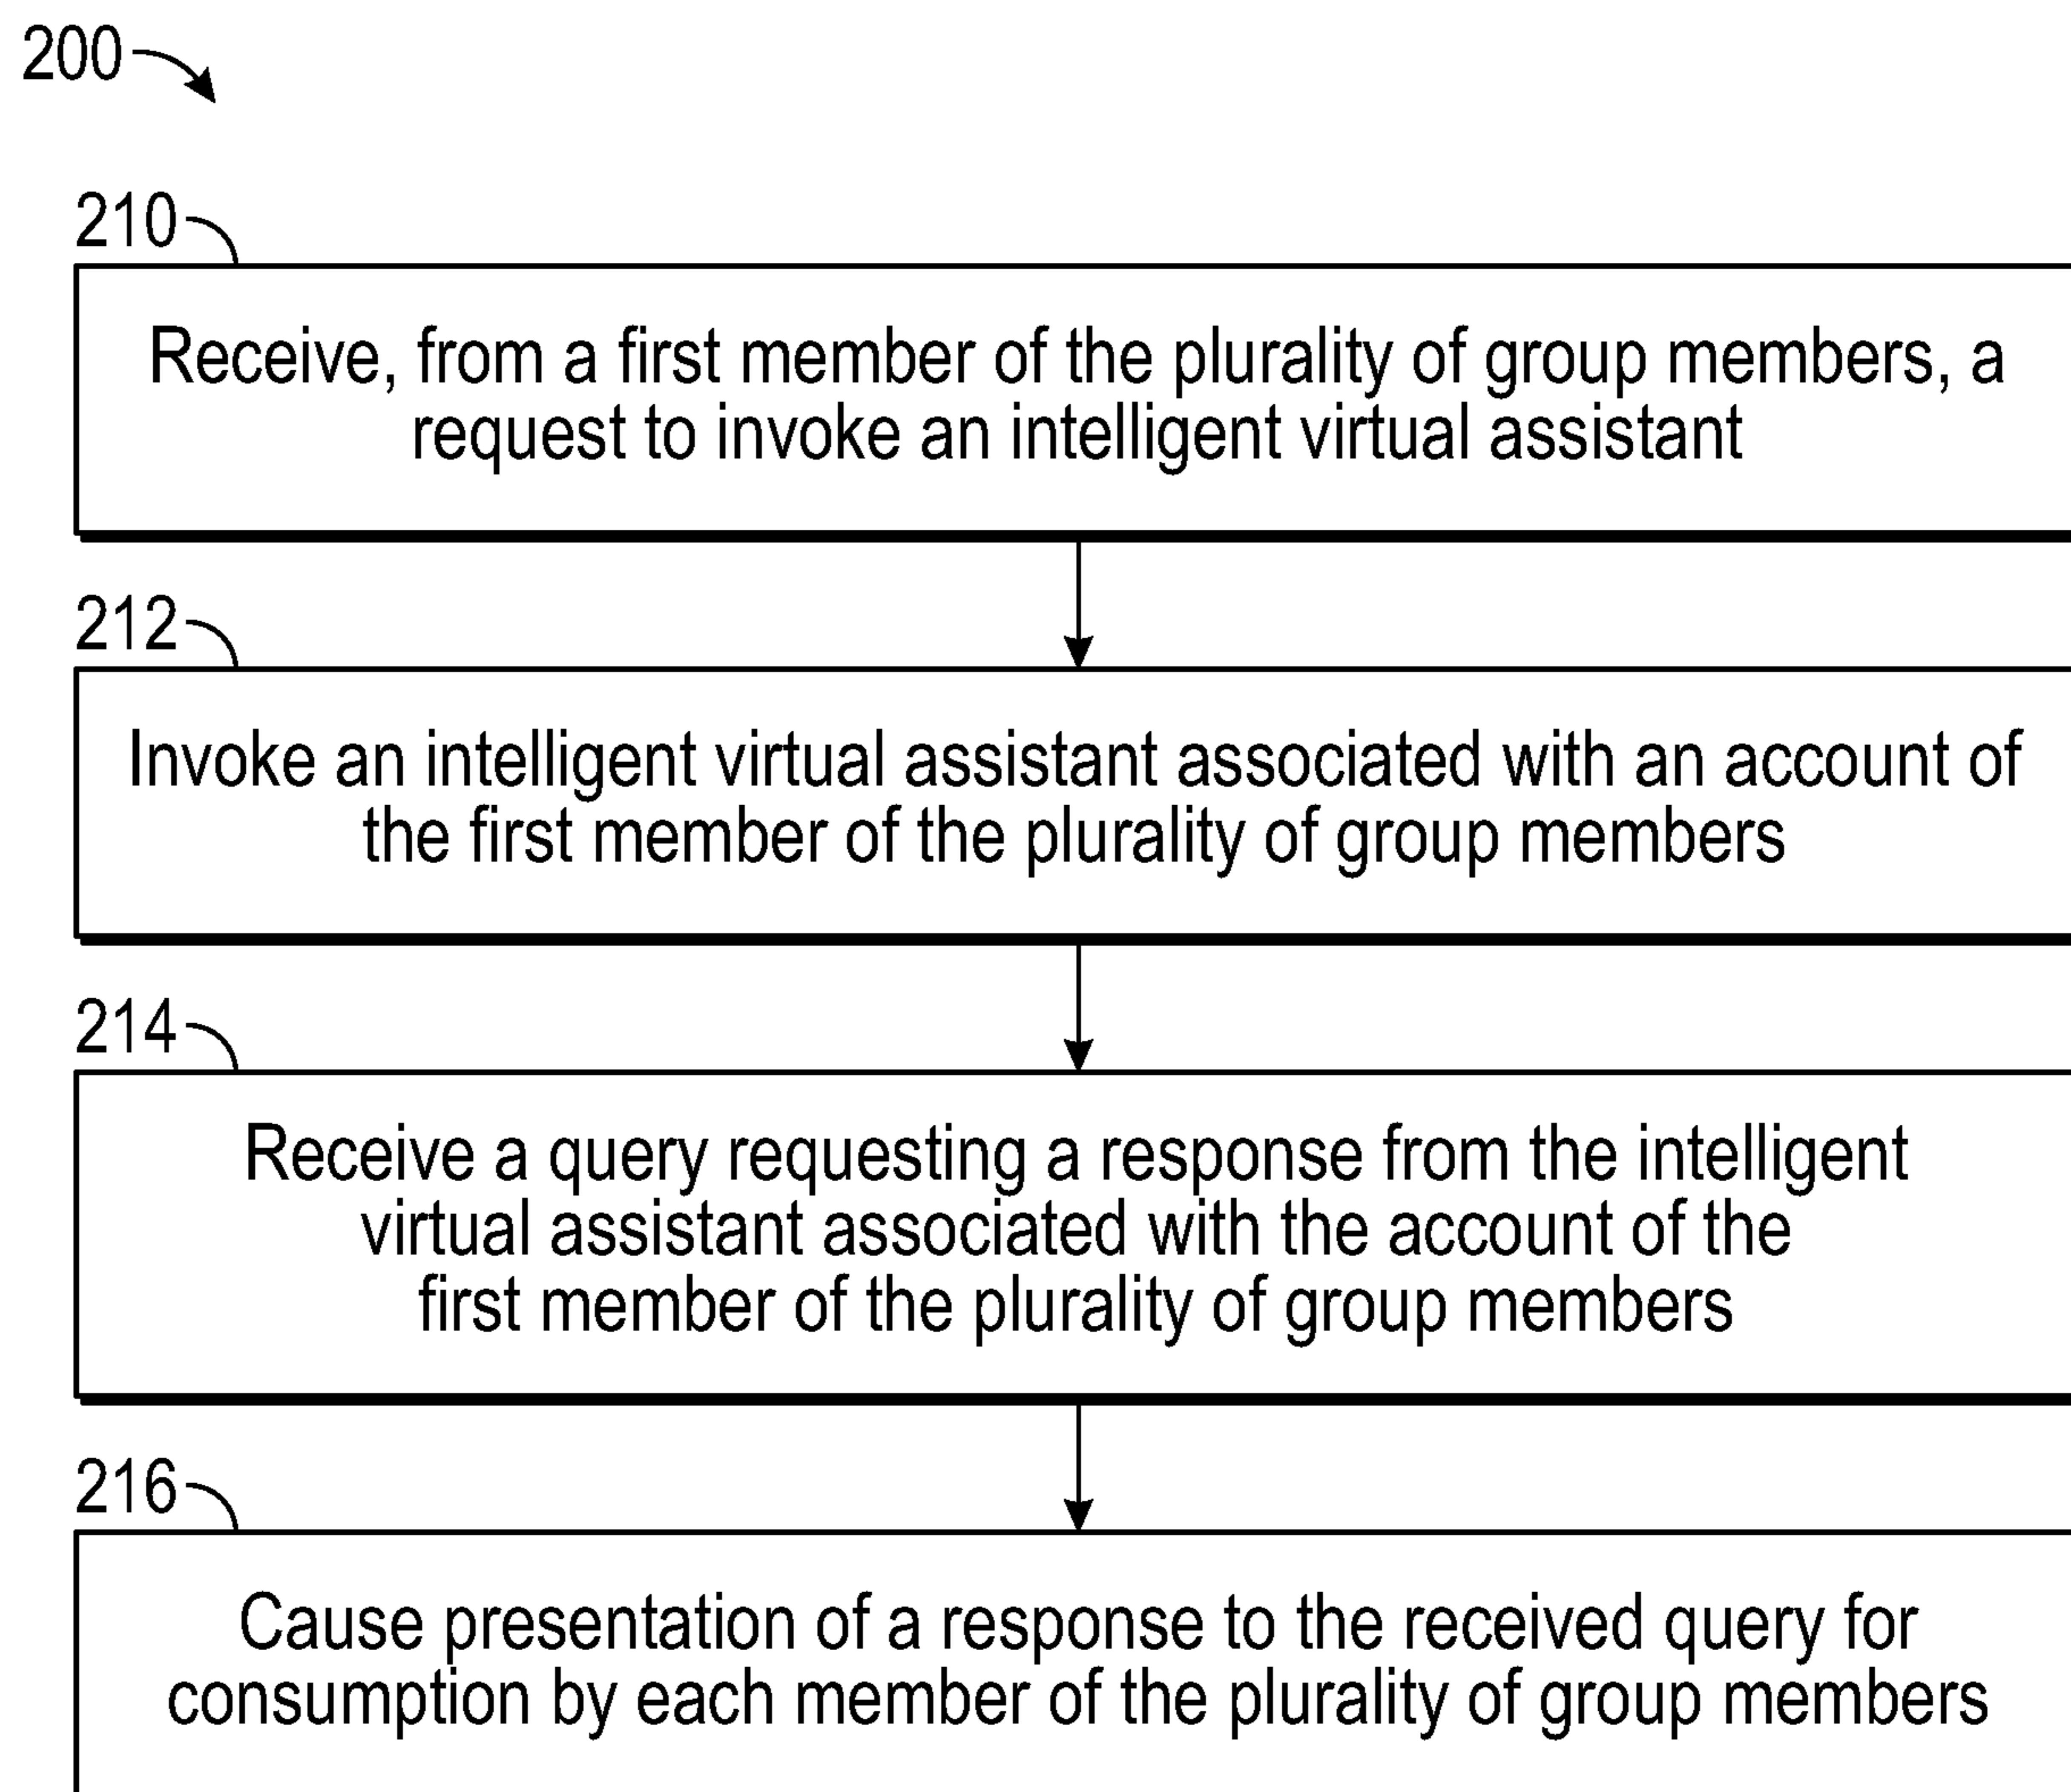 200
210
Receive, from a first member of the plurality of group members, a
request to invoke an intelligent virtual assistant
212
Invoke an intelligent virtual assistant associated with an account of
the first member of the plurality of group members
214
Receive a query requesting a response from the intelligent
virtual assistant associated with the account of the
first member of the plurality of group members
216
Cause presentation of a response to the received query for
consumption by each member of the plurality of group members